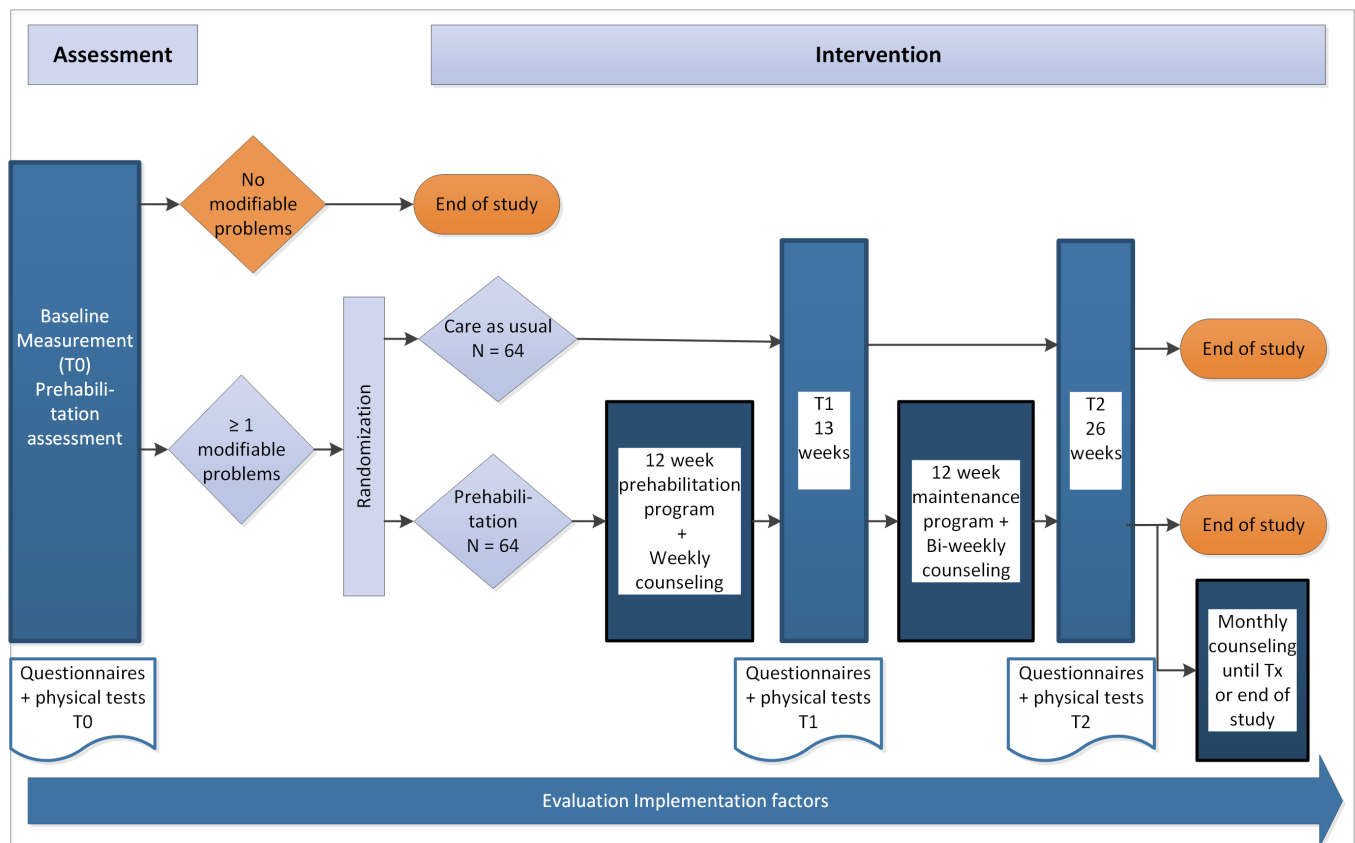 Assessment
Intervention
No
modifiable
problems
End of study
Baseline
Measurement
(T0)
Prehabili-
tation
assessment
≥ 1
modifiable
problems
Randomization
Care as usual
N = 64
Prehabili-
tation
N = 64
12 week
prehabilitation
program
+
Weekly
counseling
T1
13
weeks
12 week
maintenance
program +
Bi-weekly
counseling
T2
26
weeks
End of study
End of study
Monthly
counseling
until Tx
or end of
study
Questionnaires
+ physical tests
T0
Questionnaires
+ physical tests
T1
Questionnaires
+ physical tests
T2
Evaluation Implementation factors